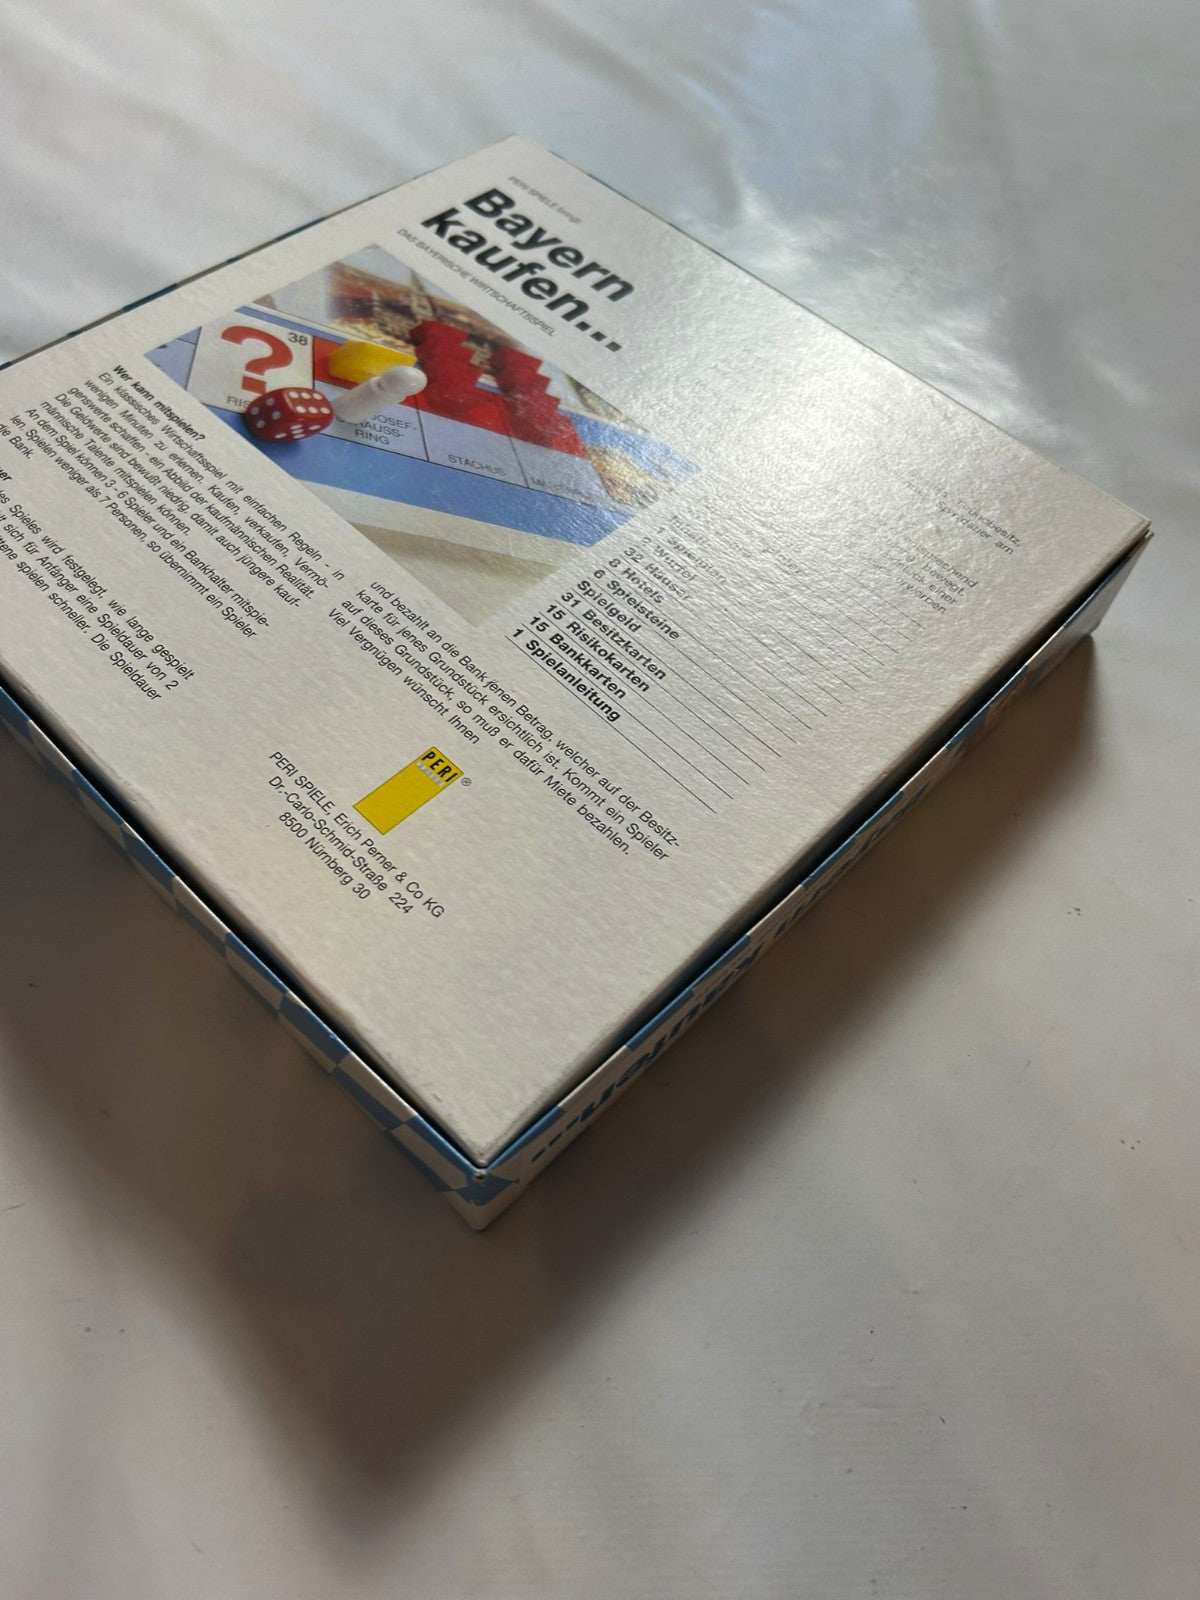 PERI SPIELE bringt:
Bayern
kaufen...
DAS BAYERISCHE WIRTSCHAFTSSPIEL
38
?
JOSEF-
RING
STACHUS
Wer kann mitspielen?
Ein klassisches Wirtschaftsspiel mit einfachen Regeln - in
wenigen Minuten zu erlernen. Kaufen, verkaufen, Vermö-
genswerte schaffen - ein Abbild der kaufmännischen Realität.
Die Geldwerte sind bewußt niedrig, damit auch jüngere kauf-
männische Talente mitspielen können.
An dem Spiel können 3 - 6 Spieler und ein Bankhalter mitspie-
len. Spielen weniger als 7 Personen, so übernimmt ein Spieler
die Bank.
es Spieles wird festgelegt, wie lange gespielt
sich für Anfänger eine Spieldauer von 2
spielen schneller. Die Spieldauer
und bezahlt an die Bank jenen Betrag, welcher auf der Besitz-
karte für jenes Grundstück ersichtlich ist. Kommt ein Spieler
auf dieses Grundstück, so muß er dafür Miete bezahlen.
Viel Vergnügen wünscht Ihnen
2 Würfel
32 Häuser
8 Hotels
6 Spielsteine
Spielgeld
31 Besitzkarten
15 Risikokarten
15 Bankkarten
1 Spielanleitung
PERI
SPIELE
®
PERI SPIELE, Erich Perner & Co KG
Dr.-Carlo-Schmid-Straße 224
8500 Nürnberg 30
Bayern kaufen...